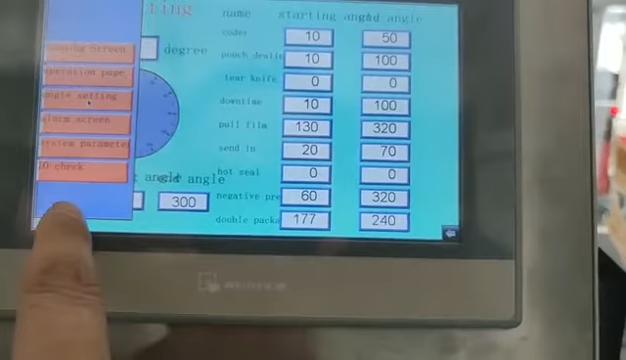 ting
name starting angle end angle
coder 10 50
degree
pouch 10 100
tear knife 0 0
downtime 10 100
pull film 130 320
send in 20 70
hot seal 0 0
angle end angle
300
negative pre 60 320
double packa 177 240
running Screen
operation page
angle setting
alarm screen
system parameter
IO check